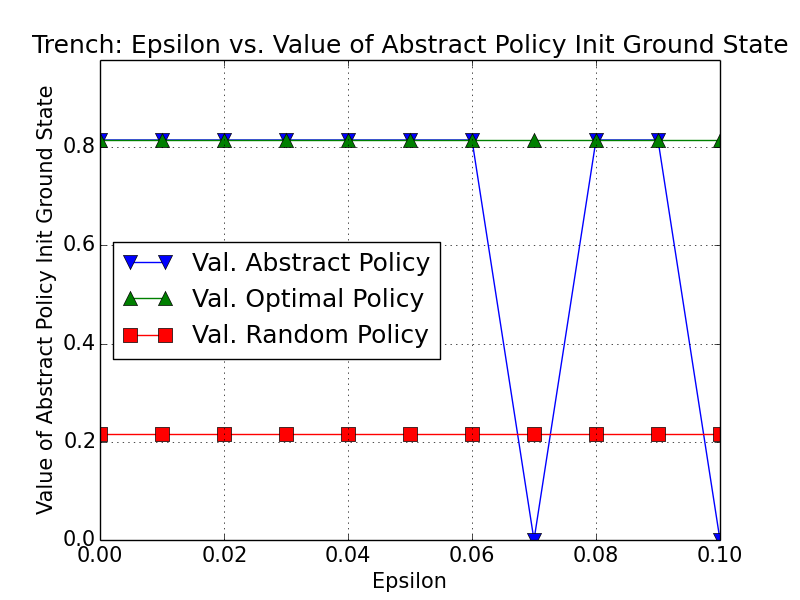 Trench: Epsilon vs. Value of Abstract Policy Init Ground State
Value of Abstract Policy Init Ground State
0.8
0.6
0.4
0.2
0.0
Val. Abstract Policy
Val. Optimal Policy
Val. Random Policy
0.00 0.02 0.04 0.06 0.08 0.10
Epsilon